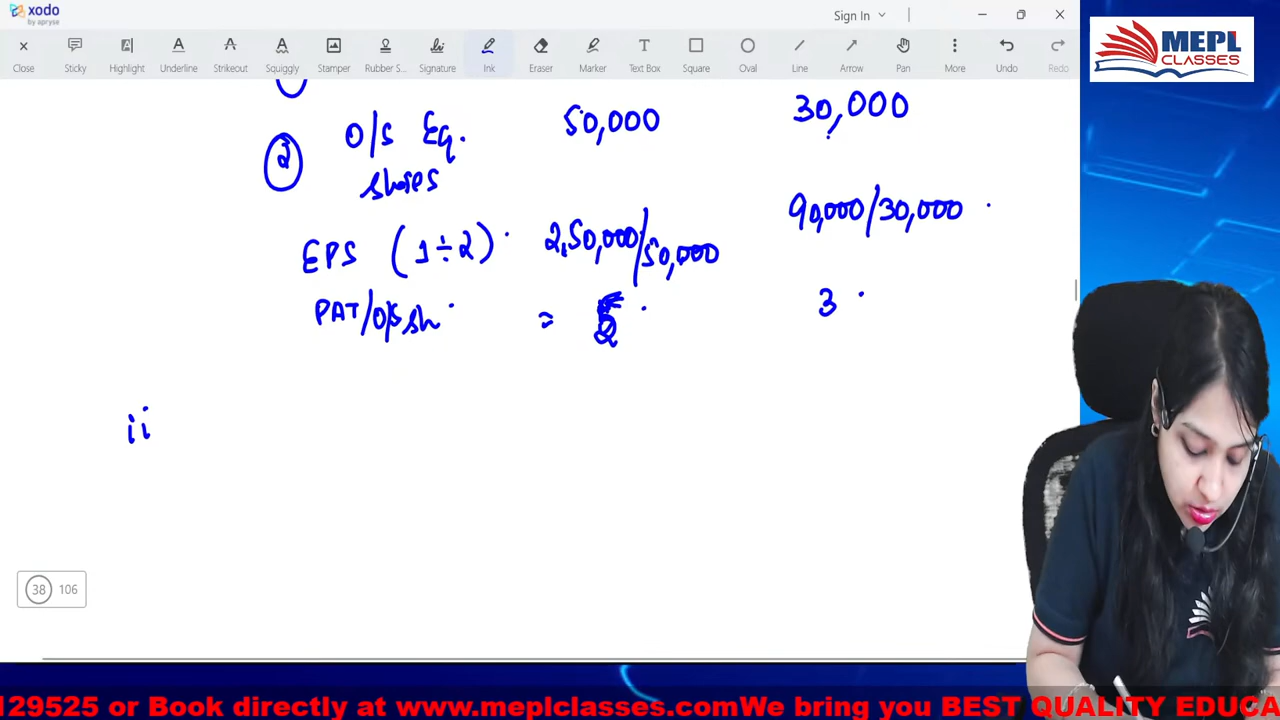 xodo
by apryse
Sign In
MEPL
CLASSES
Close Sticky Highlight Underline Strikeout Squiggly Stamper Rubber Signature Ink Eraser Marker Text Box Square Oval Line Arrow Pan More Undo Redo
② O/S Eq. shares 50,000 30,000
EPS (1÷2) 2,50,000/50,000 90,000/30,000
PAT/O/S sh = 3
ii
38 106
129525 or Book directly at www.meplclasses.comWe bring you BEST QUALITY EDUCA